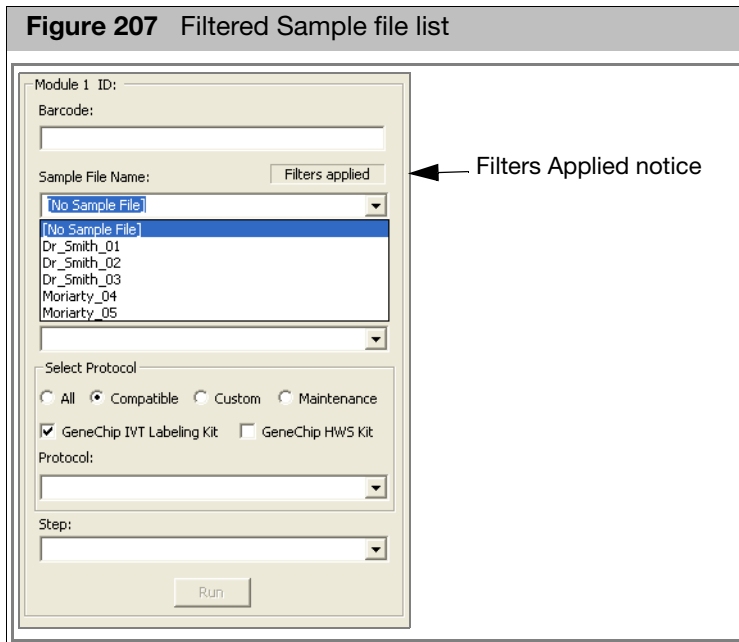 Figure 207 Filtered Sample file list
Module 1 ID:
Barcode:
Sample File Name:
Filters applied
Filters Applied notice
[No Sample File]
[No Sample File]
Dr_Smith_01
Dr_Smith_02
Dr_Smith_03
Moriarty_04
Moriarty_05
Select Protocol
All Compatible Custom Maintenance
GeneChip IVT Labeling Kit GeneChip HWS Kit
Protocol:
Step:
Run